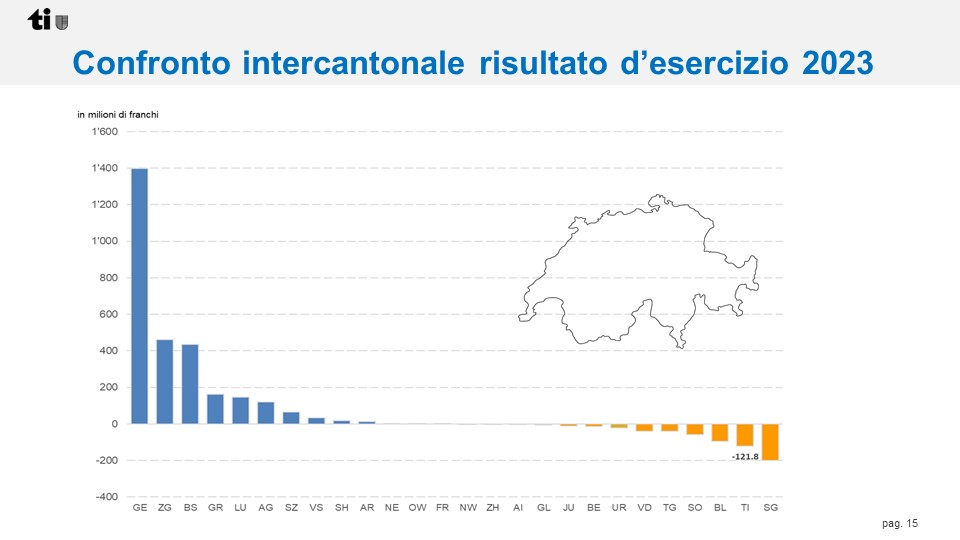 ti
Confronto intercantonale risultato d’esercizio 2023
in milioni di franchi
1'600
1'400
1'200
1'000
800
600
400
200
0
-200
-400
-121.8
GE ZG BS GR LU AG SZ VS SH AR NE OW FR NW ZH AI GL JU BE UR VD TG SO BL TI SG
pag. 15